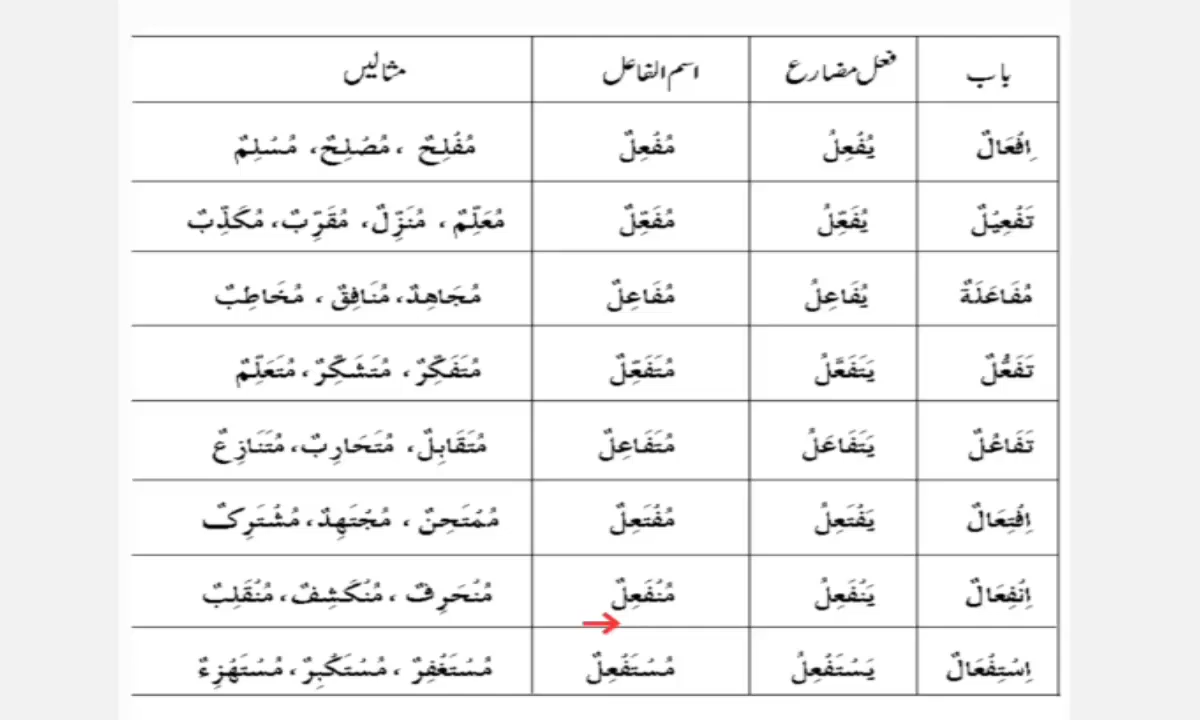 باب فعل مضارع اسم الفاعل مثالیں
اِفْعَالٌ يُفْعِلُ مُفْعِلٌ مُفْلِحٌ ، مُصْلِحٌ، مُسْلِمٌ
تَفْعِيْلٌ يُفَعِّلُ مُفَعِّلٌ مُعَلِّمٌ ، مُنَزِّلٌ، مُقَرِّبٌ، مُكَذِّبٌ
مُفَاعَلَةٌ يُفَاعِلُ مُفَاعِلٌ مُجَاهِدٌ، مُنَافِقٌ ، مُخَاطِبٌ
تَفَعُّلٌ يَتَفَعَّلُ مُتَفَعِّلٌ مُتَفَكِّرٌ، مُتَشَكِّرٌ، مُتَعَلِّمٌ
تَفَاعُلٌ يَتَفَاعَلُ مُتَفَاعِلٌ مُتَقَابِلٌ، مُتَحَارِبٌ، مُتَنَازِعٌ
اِفْتِعَالٌ يَفْتَعِلُ مُفْتَعِلٌ مُمْتَحِنٌ ، مُجْتَهِدٌ، مُشْتَرِكٌ
اِنْفِعَالٌ يَنْفَعِلُ مُنْفَعِلٌ مُنْحَرِفٌ ، مُنْكَشِفٌ، مُنْقَلِبٌ
اِسْتِفْعَالٌ يَسْتَفْعِلُ مُسْتَفْعِلٌ مُسْتَغْفِرٌ ، مُسْتَكْبِرٌ، مُسْتَهْزِءٌ